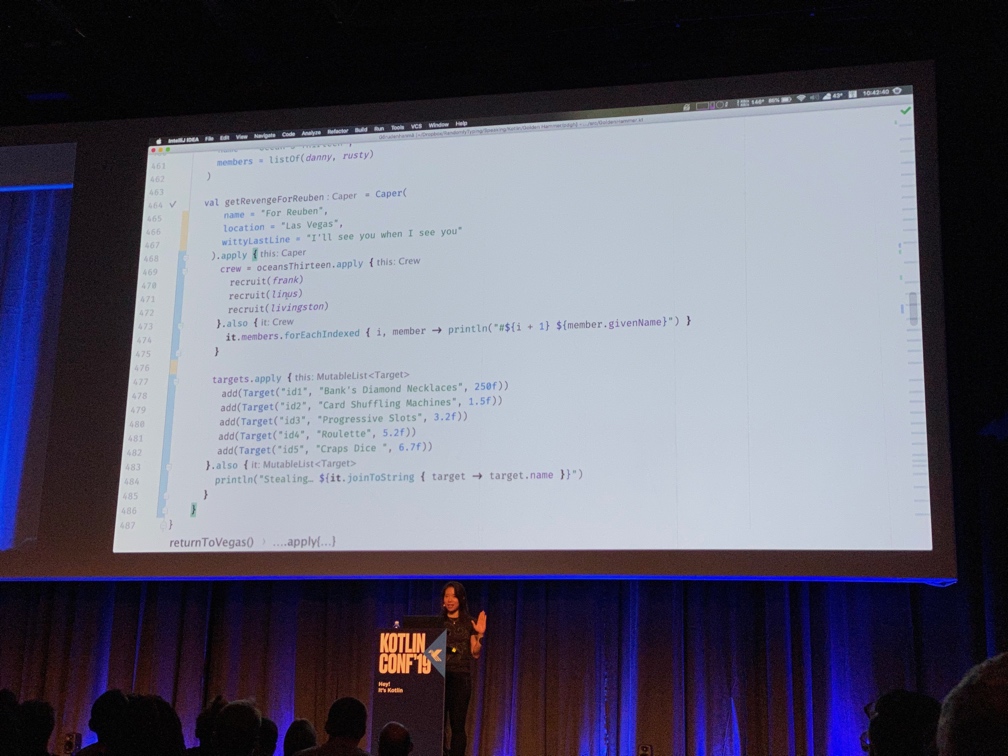 IntelliJ IDEA File Edit View Navigate Code Analyze Refactor Build Run Tools VCS Window Help
10:42:40
461 members = listOf(danny, rusty)
462 )
463
464 val getRevengeForReuben : Caper = Caper(
465 name = "For Reuben",
466 location = "Las Vegas",
467 wittyLastLine = "I'll see you when I see you"
468 ).apply { this: Caper
469 crew = oceansThirteen.apply { this: Crew
470 recruit(frank)
471 recruit(linus)
472 recruit(livingston)
473 }.also { it: Crew
474 it.members.forEachIndexed { i, member → println("#${i + 1} ${member.givenName}") }
475 }
476
477 targets.apply { this: MutableList<Target>
478 add(Target("id1", "Bank's Diamond Necklaces", 250f))
479 add(Target("id2", "Card Shuffling Machines", 1.5f))
480 add(Target("id3", "Progressive Slots", 3.2f))
481 add(Target("id4", "Roulette", 5.2f))
482 add(Target("id5", "Craps Dice ", 6.7f))
483 }.also { it: MutableList<Target>
484 println("Stealing… ${it.joinToString { target → target.name }}")
485 }
486 }
487 }
returnToVegas() › ....apply{...}
KOTLIN
CONF'19
Hey!
It's Kotlin